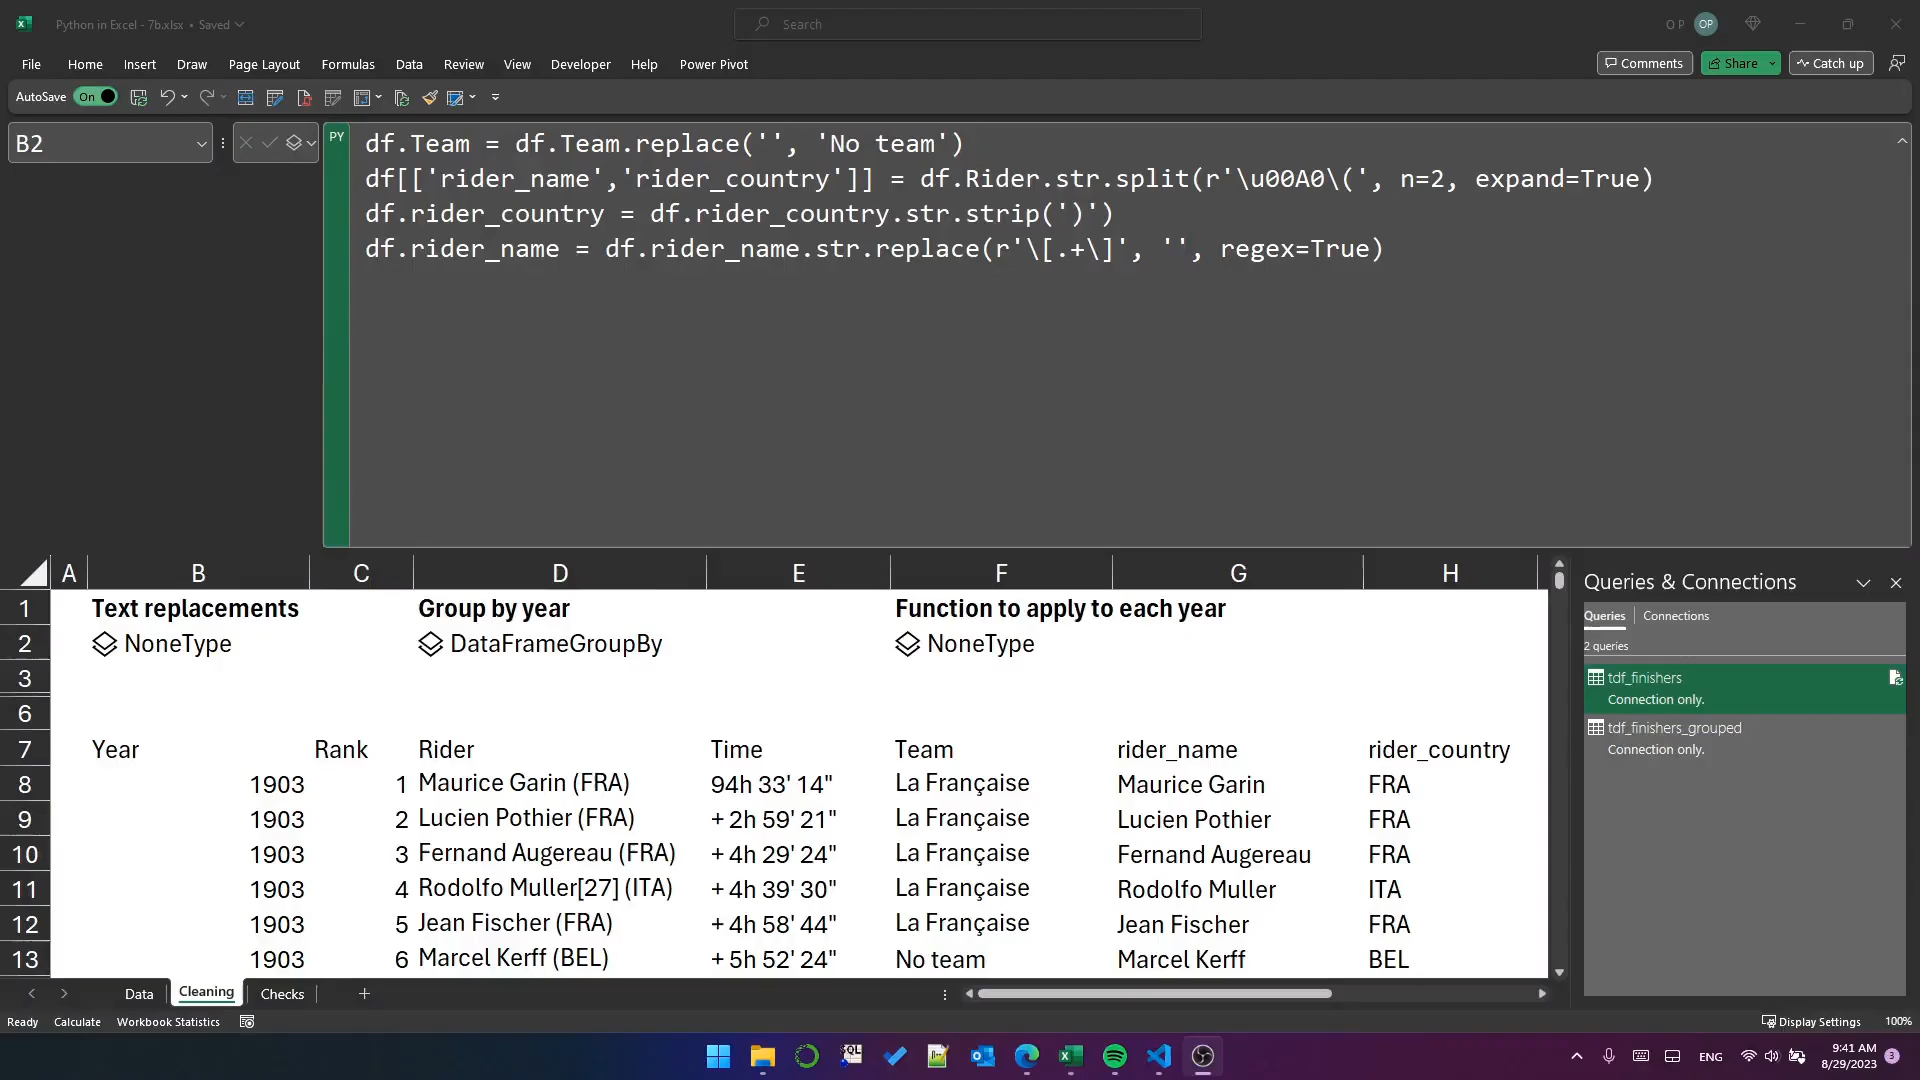 Python in Excel - 7b.xlsx • Saved
Search
O P OP
File Home Insert Draw Page Layout Formulas Data Review View Developer Help Power Pivot
Comments Share Catch up
AutoSave On
B2
PY
df.Team = df.Team.replace('', 'No team')
df[['rider_name','rider_country']] = df.Rider.str.split(r'\u00A0\(', n=2, expand=True)
df.rider_country = df.rider_country.str.strip(')')
df.rider_name = df.rider_name.str.replace(r'\[.+\]', '', regex=True)
A B C D E F G H
1 Text replacements Group by year Function to apply to each year
2 NoneType DataFrameGroupBy NoneType
3
6
7 Year Rank Rider Time Team rider_name rider_country
8 1903 1 Maurice Garin (FRA) 94h 33' 14" La Française Maurice Garin FRA
9 1903 2 Lucien Pothier (FRA) + 2h 59' 21" La Française Lucien Pothier FRA
10 1903 3 Fernand Augereau (FRA) + 4h 29' 24" La Française Fernand Augereau FRA
11 1903 4 Rodolfo Muller[27] (ITA) + 4h 39' 30" La Française Rodolfo Muller ITA
12 1903 5 Jean Fischer (FRA) + 4h 58' 44" La Française Jean Fischer FRA
13 1903 6 Marcel Kerff (BEL) + 5h 52' 24" No team Marcel Kerff BEL
Queries & Connections
Queries Connections
2 queries
tdf_finishers
Connection only.
tdf_finishers_grouped
Connection only.
Data Cleaning Checks
Ready Calculate Workbook Statistics
Display Settings 100%
ENG
9:41 AM
8/29/2023
3